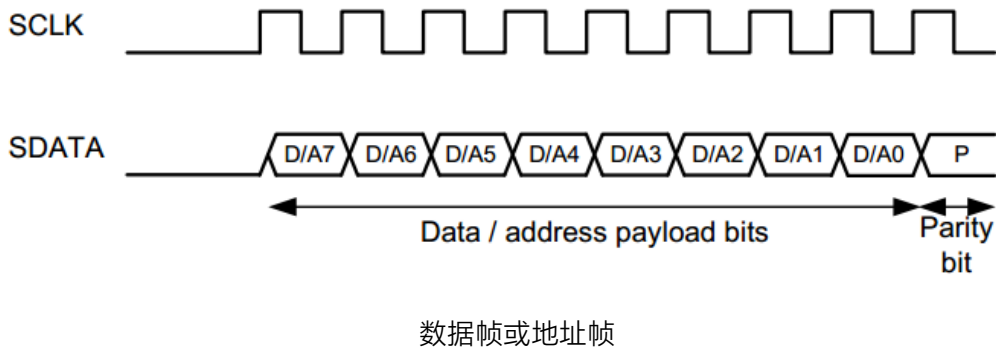 SCLK
SDATA
D/A7 D/A6 D/A5 D/A4 D/A3 D/A2 D/A1 D/A0 P
Data / address payload bits
Parity
bit
数据帧或地址帧